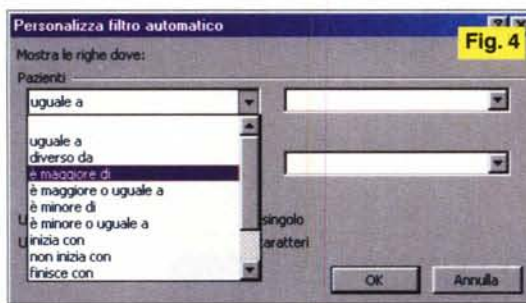 Personalizza filtro automatico
Fig. 4
Mostra le righe dove:
Pazienti
uguale a
uguale a
diverso da
è maggiore di
è maggiore o uguale a
è minore di
è minore o uguale a
U singolo
inizia con
U caratteri
non inizia con
finisce con
OK
Annulla